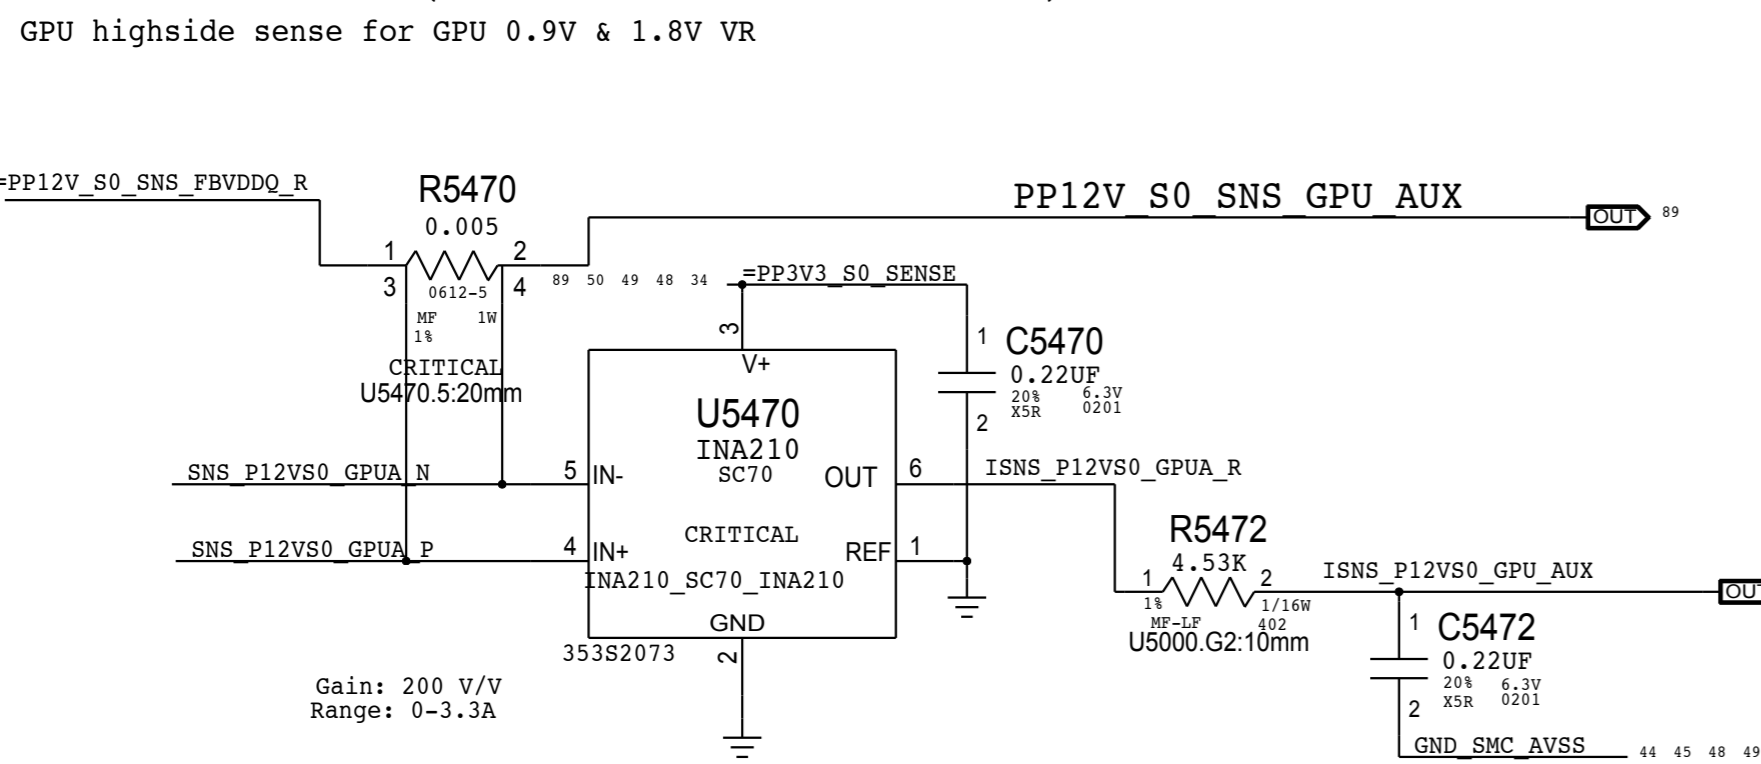 GPU highside sense for GPU 0.9V & 1.8V VR
=PP12V_S0_SNS_FBVDDQ_R
R5470
0.005
1 2
3 4
0612-5
MF 1W
1%
CRITICAL
U5470.5:20mm
PP12V_S0_SNS_GPU_AUX
OUT 89
89 50 49 48 34
=PP3V3_S0_SENSE
3
V+
1
C5470
0.22UF
20% 6.3V
X5R 0201
2
U5470
INA210
SC70
SNS_P12VS0_GPUA_N
5 IN-
OUT 6
ISNS_P12VS0_GPUA_R
CRITICAL
SNS_P12VS0_GPUA_P
4 IN+
REF 1
INA210_SC70_INA210
GND
353S2073
2
R5472
4.53K
1 2
1% 1/16W
MF-LF 402
U5000.G2:10mm
ISNS_P12VS0_GPU_AUX
OU
1
C5472
0.22UF
20% 6.3V
X5R 0201
2
GND_SMC_AVSS
44 45 48 49
Gain: 200 V/V
Range: 0-3.3A